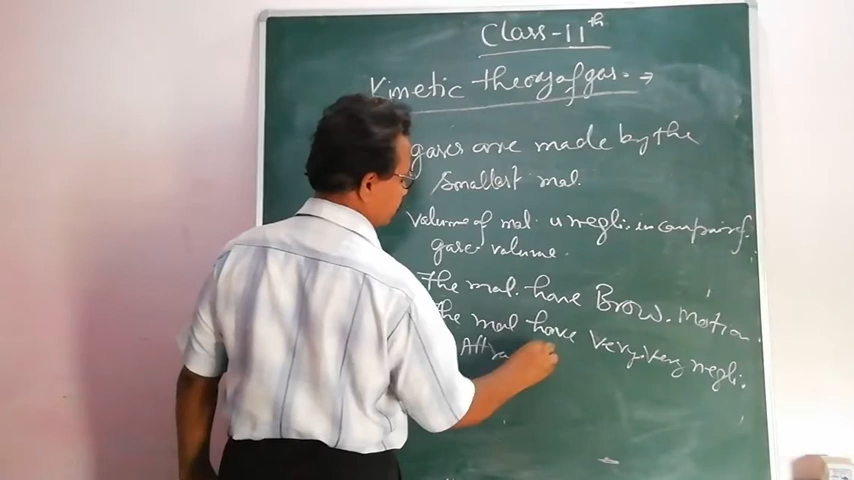 Class-11th
Kinetic theory of gas. →
gases are made by the
smallest mol.
Volume of mol. is negli. in comparison of
gases volume.
The mol. have Brow. Motion.
The mol have very. very negli.
Att